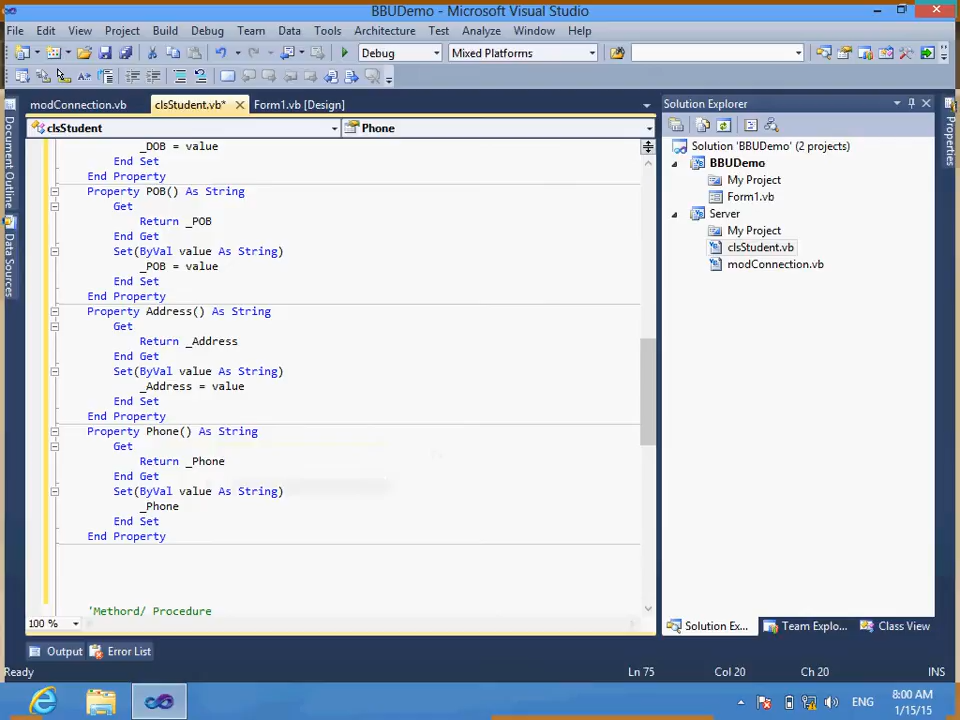 BBUDemo - Microsoft Visual Studio
File Edit View Project Build Debug Team Data Tools Architecture Test Analyze Window Help
Debug Mixed Platforms
modConnection.vb clsStudent.vb* Form1.vb [Design]
clsStudent Phone
_DOB = value
End Set
End Property
Property POB() As String
Get
Return _POB
End Get
Set(ByVal value As String)
_POB = value
End Set
End Property
Property Address() As String
Get
Return _Address
End Get
Set(ByVal value As String)
_Address = value
End Set
End Property
Property Phone() As String
Get
Return _Phone
End Get
Set(ByVal value As String)
_Phone
End Set
End Property
'Methord/ Procedure
100 %
Document Outline
Data Sources
Solution Explorer
Solution 'BBUDemo' (2 projects)
BBUDemo
My Project
Form1.vb
Server
My Project
clsStudent.vb
modConnection.vb
Properties
Solution Ex... Team Explo... Class View
Output Error List
Ready Ln 75 Col 20 Ch 20 INS
ENG
8:00 AM
1/15/15